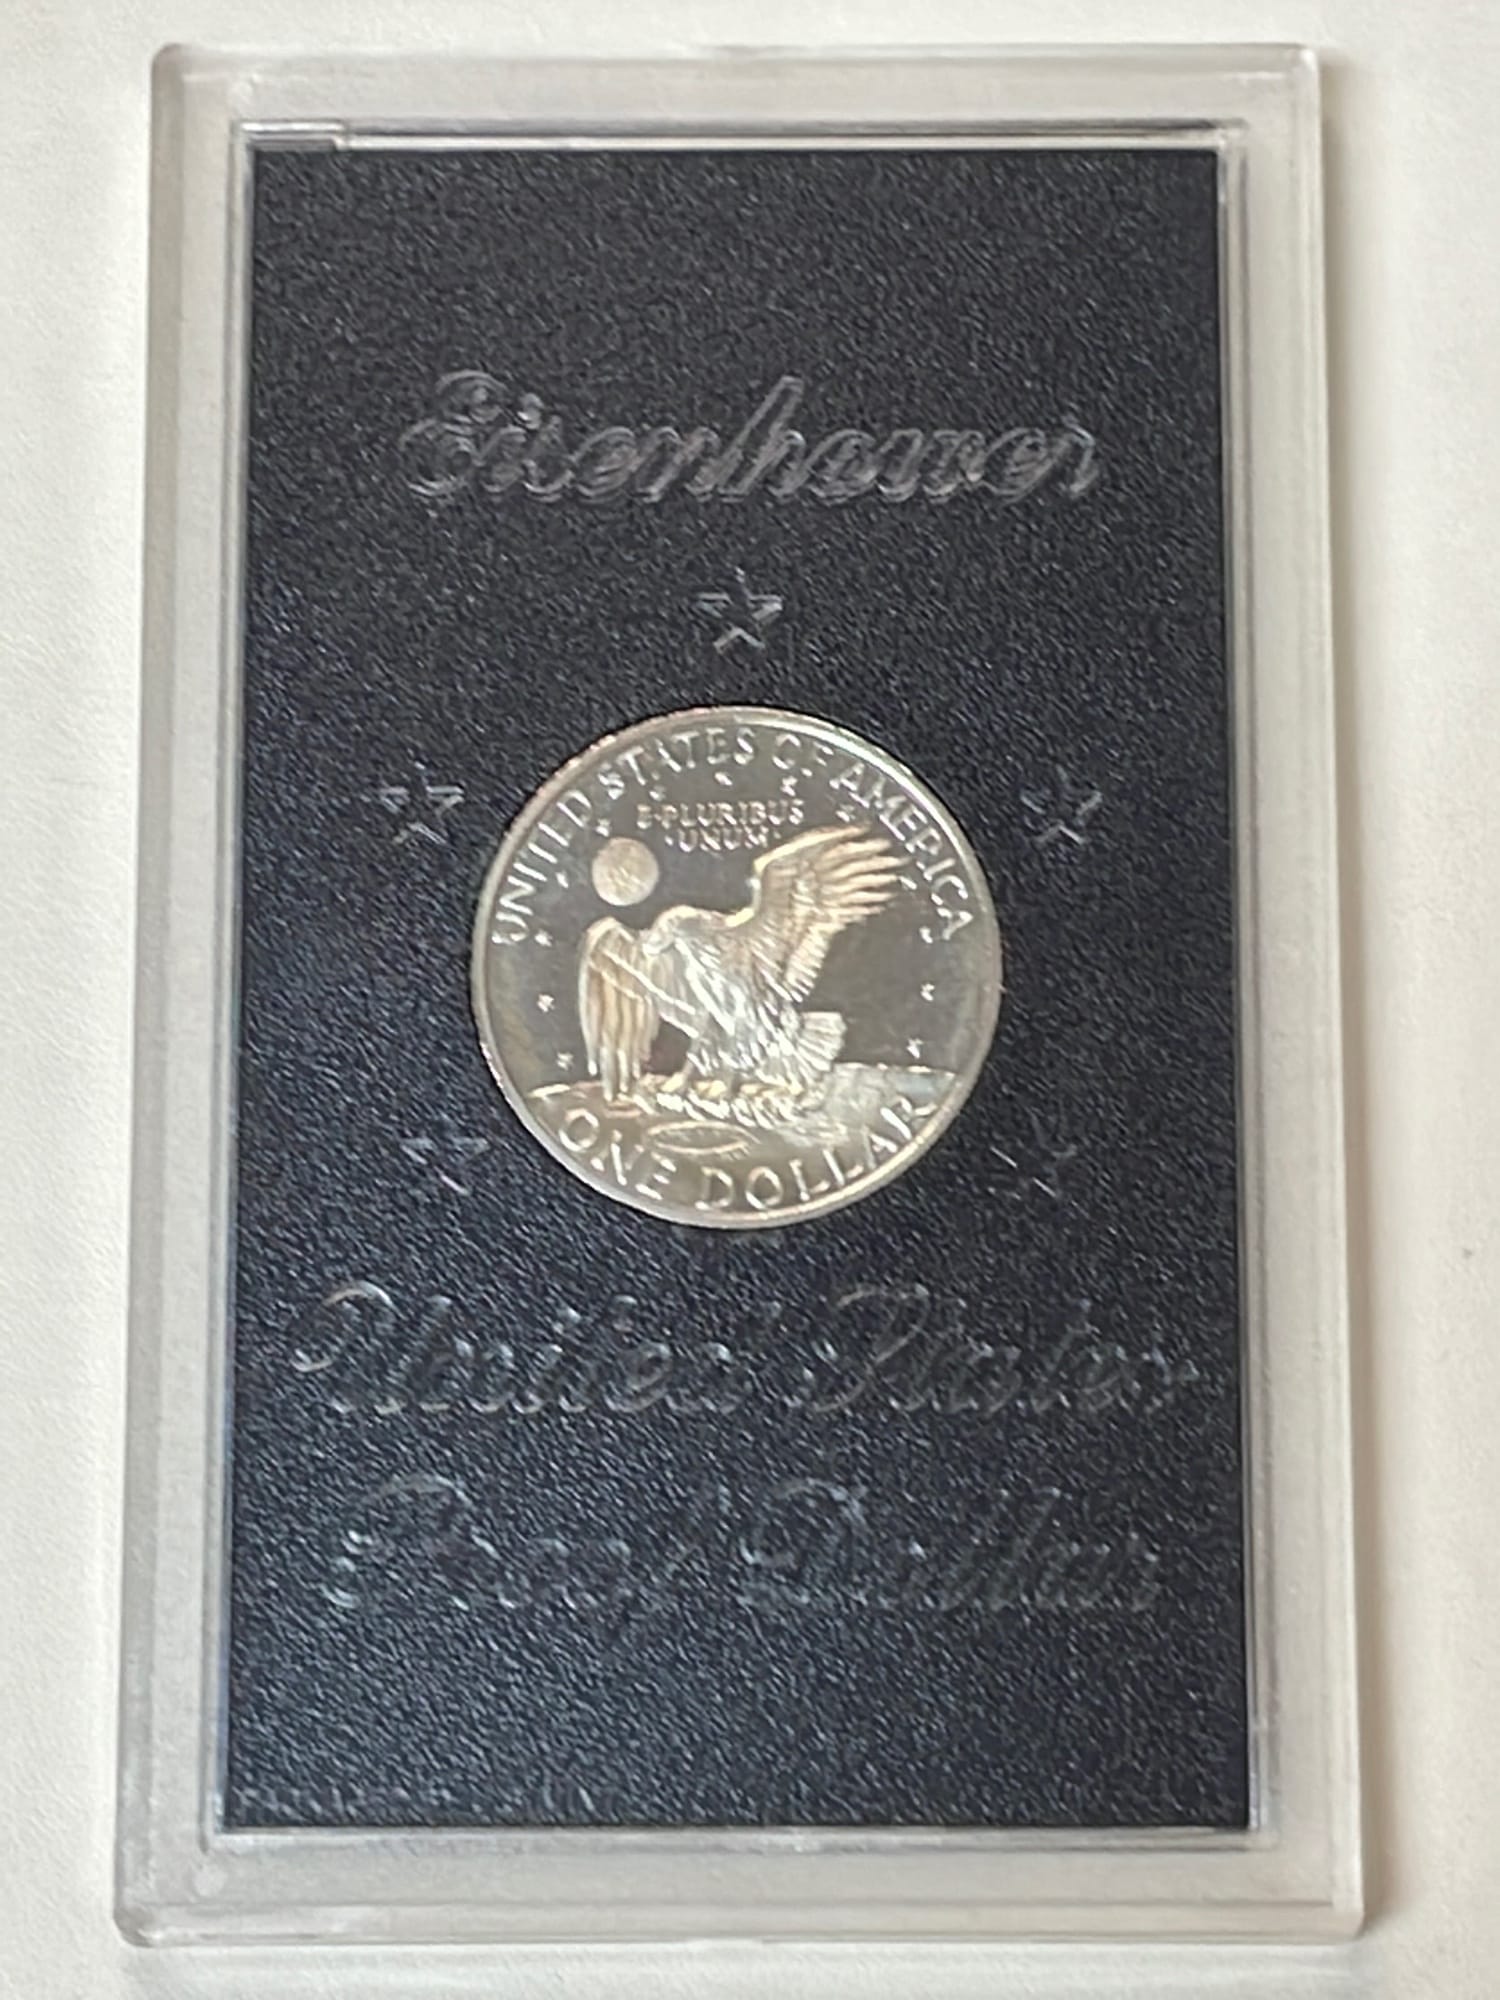 Eisenhower
UNITED STATES OF AMERICA
E·PLURIBUS
·UNUM·
ONE DOLLAR
United States
Proof Dollar